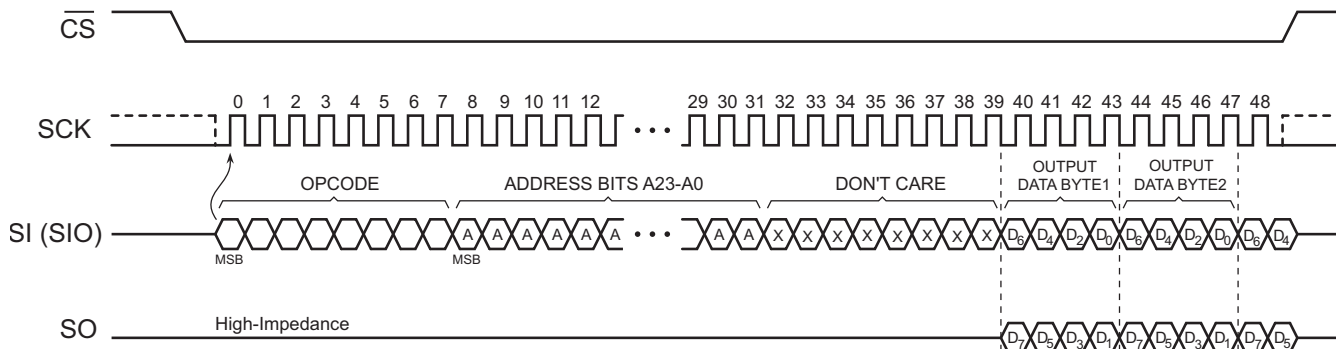 CS
0 1 2 3 4 5 6 7 8 9 10 11 12 29 30 31 32 33 34 35 36 37 38 39 40 41 42 43 44 45 46 47 48
SCK • • •
OPCODE ADDRESS BITS A23-A0 DON'T CARE OUTPUT DATA BYTE1 OUTPUT DATA BYTE2
SI (SIO) A A A A A A • • • A A X X X X X X X X D6 D4 D2 D0 D6 D4 D2 D0 D6 D4
MSB MSB
High-Impedance
SO D7 D5 D3 D1 D7 D5 D3 D1 D7 D5